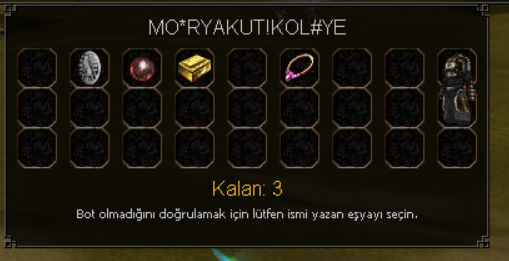 MO*RYAKUTIKOL#YE
Kalan: 3
Bot olmadığını doğrulamak için lütfen ismi yazan eşyayı seçin.